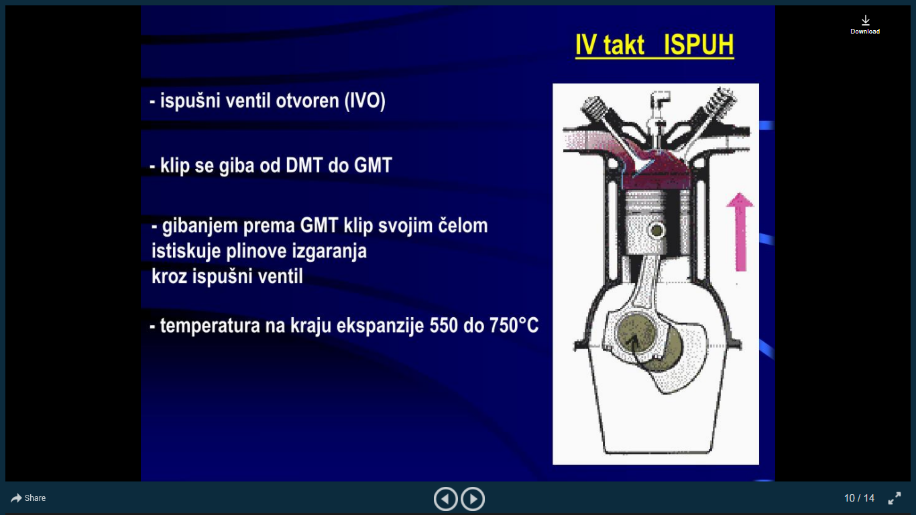 Download
IV takt ISPUH
- ispušni ventil otvoren (IVO)
- klip se giba od DMT do GMT
- gibanjem prema GMT klip svojim čelom
istiskuje plinove izgaranja
kroz ispušni ventil
- temperatura na kraju ekspanzije 550 do 750°C
Share
10 / 14